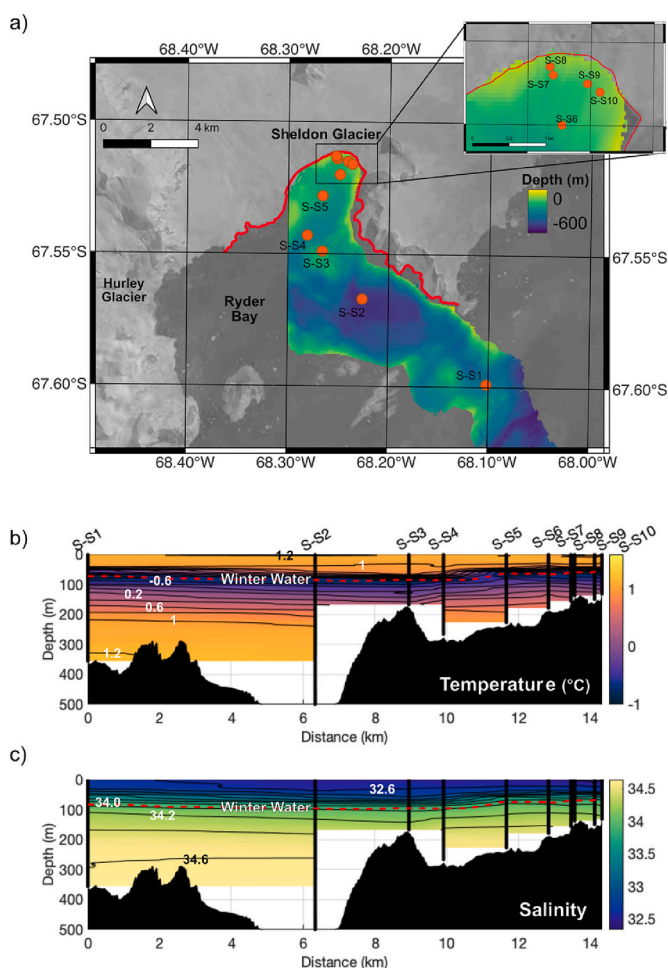 a)
68.40°W 68.30°W 68.20°W
S-S8
S-S9
S-S7
S-S10
S-S6
0 0.5 1 km
67.50°S
0 2 4 km
Sheldon Glacier
Depth (m)
0
-600
S-S5
S-S4
S-S3
67.55°S 67.55°S
Hurley
Glacier
Ryder
Bay
S-S2
S-S1
67.60°S 67.60°S
68.40°W 68.30°W 68.20°W 68.10°W 68.00°W
b)
S-S1 S-S2 S-S3 S-S4 S-S5 S-S6 S-S7 S-S8 S-S9 S-S10
0
100
200
300
400
500
Depth (m)
1.2
1
-0.6
Winter Water
0.2
0.6
1
1.2
Temperature (°C)
1
0
-1
0 2 4 6 8 10 12 14
Distance (km)
c)
0
100
200
300
400
500
Depth (m)
32.6
34.0
Winter Water
34.2
34.6
Salinity
34.5
34
33.5
33
32.5
0 2 4 6 8 10 12 14
Distance (km)